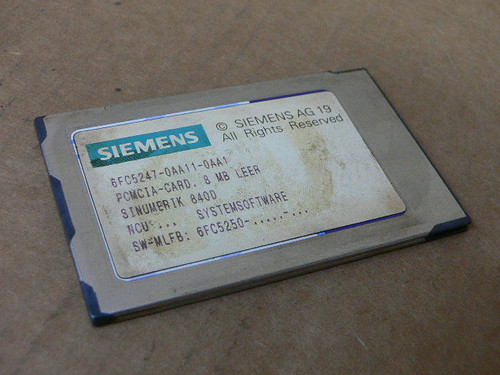 SIEMENS
© SIEMENS AG 19
All Rights Reserved
6FC5247-0AA11-0AA1
PCMCIA-CARD, 8 MB LEER
SINUMERIK 840D
NCU ... SYSTEMSOFTWARE
SW-MLFB: 6FC5250-.....-...